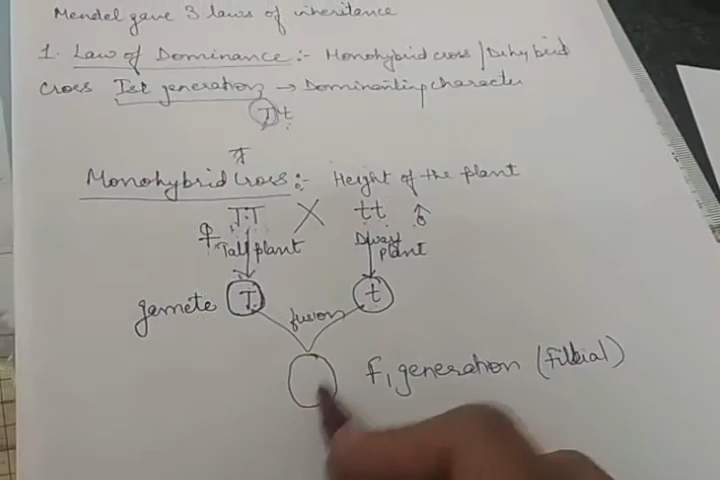 Mendel gave 3 laws of inheritance
1. Law of Dominance :- Monohybrid cross / Dihybrid
cross Ist generation → Dominanting character
Tt
Monohybrid Cross :- Height of the plant
TT × tt
♀ Tall plant Dwarf plant ♂
gamete T t
fusion
F1 generation (filial)